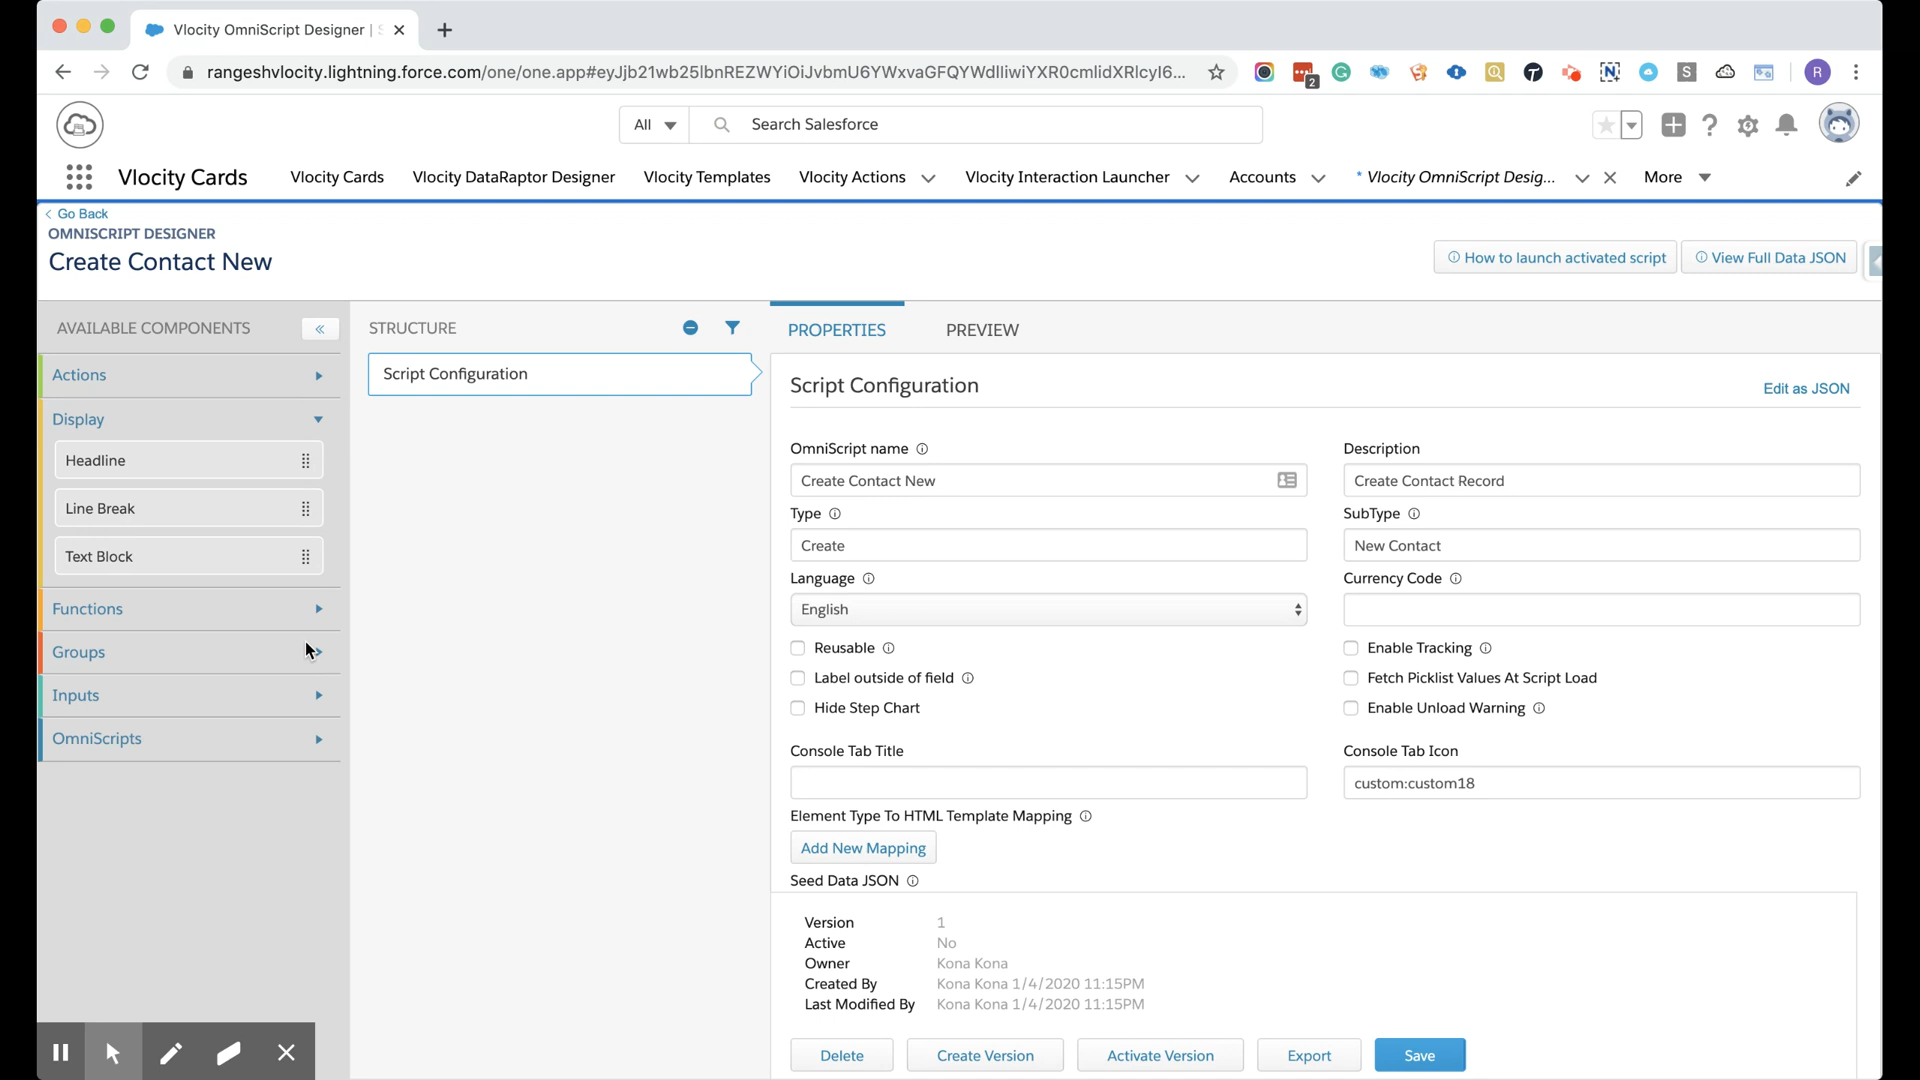 Vlocity OmniScript Designer | S
rangeshvlocity.lightning.force.com/one/one.app#eyJjb21wb25lbnREZWYiOiJvbmU6YWxvaGFQYWdlIiwiYXR0cmlidXRlcyI6...
2
N
S
R
All
Search Salesforce
Vlocity Cards
Vlocity Cards
Vlocity DataRaptor Designer
Vlocity Templates
Vlocity Actions
Vlocity Interaction Launcher
Accounts
* Vlocity OmniScript Desig...
More
Go Back
OMNISCRIPT DESIGNER
Create Contact New
How to launch activated script
View Full Data JSON
AVAILABLE COMPONENTS
Actions
Display
Headline
Line Break
Text Block
Functions
Groups
Inputs
OmniScripts
STRUCTURE
Script Configuration
PROPERTIES
PREVIEW
Script Configuration
Edit as JSON
OmniScript name
Create Contact New
Description
Create Contact Record
Type
Create
SubType
New Contact
Language
English
Currency Code
Reusable
Enable Tracking
Label outside of field
Fetch Picklist Values At Script Load
Hide Step Chart
Enable Unload Warning
Console Tab Title
Console Tab Icon
custom:custom18
Element Type To HTML Template Mapping
Add New Mapping
Seed Data JSON
Version 1
Active No
Owner Kona Kona
Created By Kona Kona 1/4/2020 11:15PM
Last Modified By Kona Kona 1/4/2020 11:15PM
Delete
Create Version
Activate Version
Export
Save